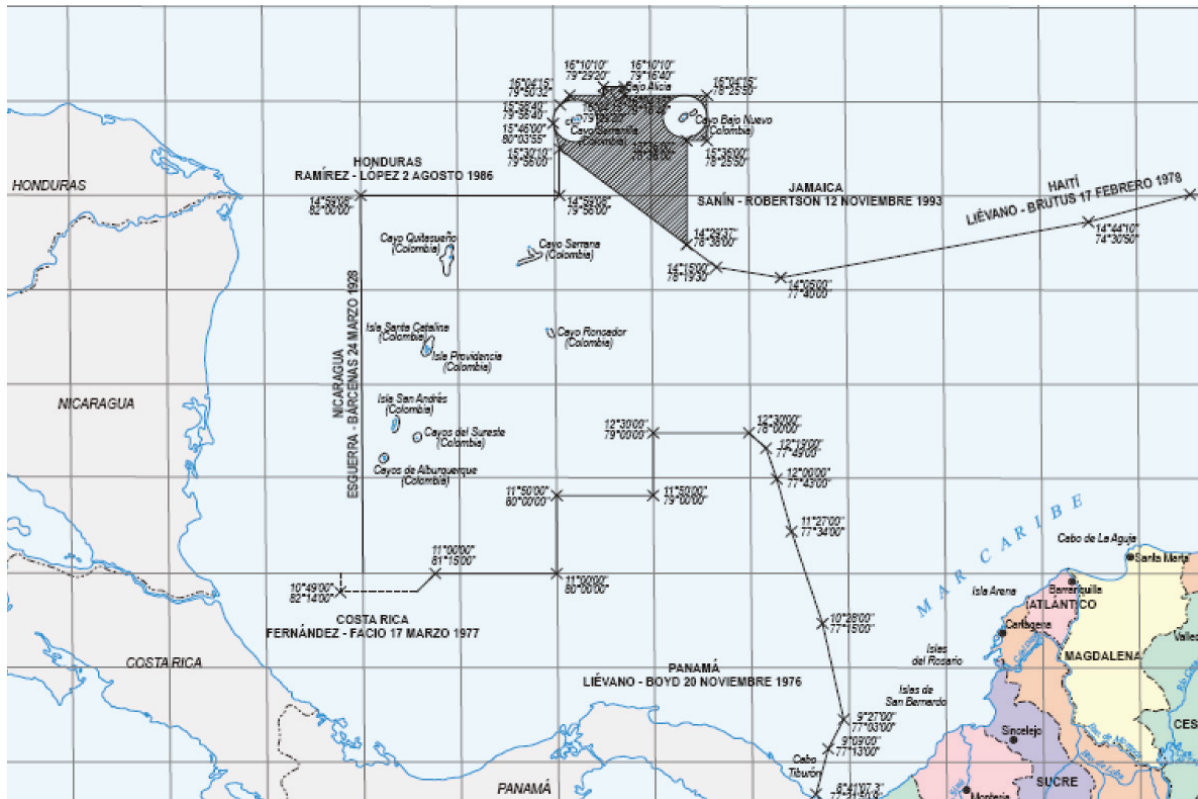 16°10'10"
79°29'20"
16°10'10"
79°16'40"
Bajo Alicia
16°04'15"
79°50'32"
16°04'15"
78°25'50"
15°58'40"
79°56'40"
15°46'00"
80°03'55"
15°30'10"
79°56'00"
Cayo Serranilla
(Colombia)
Cayo Bajo Nuevo
(Colombia)
15°36'00"
78°38'00"
15°36'00"
78°25'50"
HONDURAS
HONDURAS
RAMÍREZ - LÓPEZ 2 AGOSTO 1986
14°59'08"
82°00'00"
14°59'08"
79°56'00"
JAMAICA
SANÍN - ROBERTSON 12 NOVIEMBRE 1993
HAITÍ
LIÉVANO - BRUTUS 17 FEBRERO 1978
14°44'10"
74°30'50"
14°29'37"
78°38'00"
14°15'00"
78°19'30"
14°05'00"
77°40'00"
Cayo Quitasueño
(Colombia)
Cayo Serrana
(Colombia)
Isla Santa Catalina
(Colombia)
Isla Providencia
(Colombia)
Cayo Roncador
(Colombia)
NICARAGUA
NICARAGUA
ESGUERRA - BÁRCENAS 24 MARZO 1928
Isla San Andrés
(Colombia)
Cayos del Sureste
(Colombia)
Cayos de Alburquerque
(Colombia)
12°30'00"
79°00'00"
12°30'00"
78°00'00"
12°19'00"
77°49'00"
12°00'00"
77°43'00"
11°50'00"
80°00'00"
11°50'00"
79°00'00"
11°27'00"
77°34'00"
11°00'00"
81°15'00"
11°00'00"
80°00'00"
10°49'00"
82°14'00"
COSTA RICA
FERNÁNDEZ - FACIO 17 MARZO 1977
COSTA RICA
10°28'00"
77°15'00"
PANAMÁ
LIÉVANO - BOYD 20 NOVIEMBRE 1976
9°27'00"
77°03'00"
9°09'00"
77°13'00"
Cabo
Tiburón
8°41'07.3"
PANAMÁ
MAR CARIBE
Cabo de La Aguja
Santa Marta
Isla Arena
Barranquilla
ATLÁNTICO
Cartagena
Islas
del Rosario
MAGDALENA
Islas de
San Bernardo
Sincelejo
SUCRE
Montería
CES